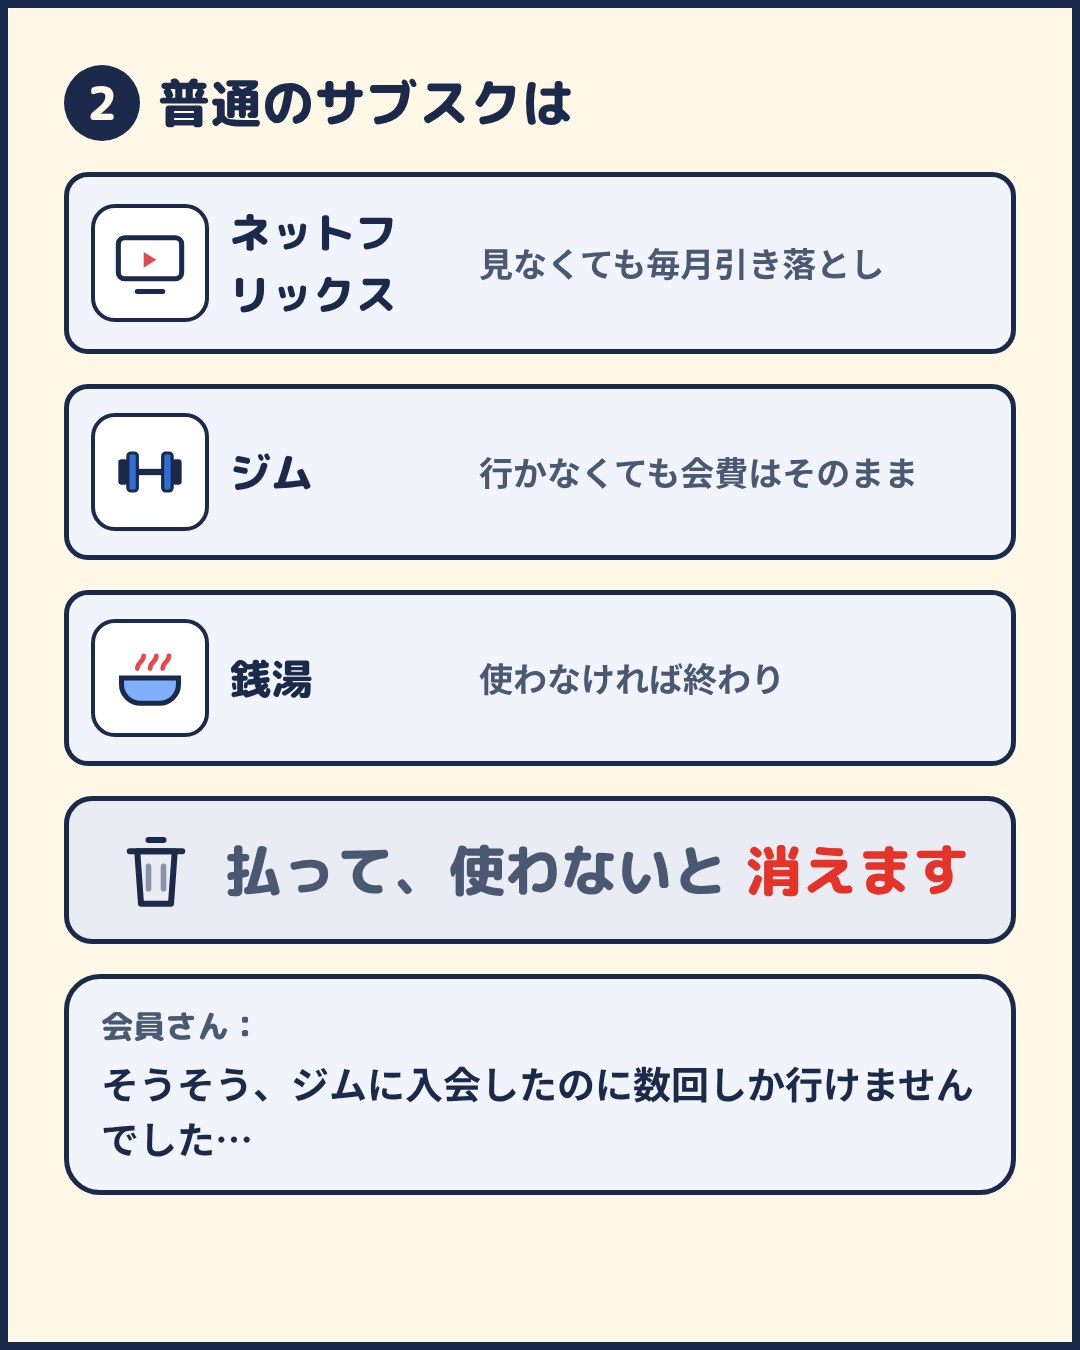 2 普通のサブスクは
ネットフ
リックス
見なくても毎月引き落とし
ジム
行かなくても会費はそのまま
銭湯
使わなければ終わり
払って、使わないと 消えます
会員さん：
そうそう、ジムに入会したのに数回しか行けません
でした…